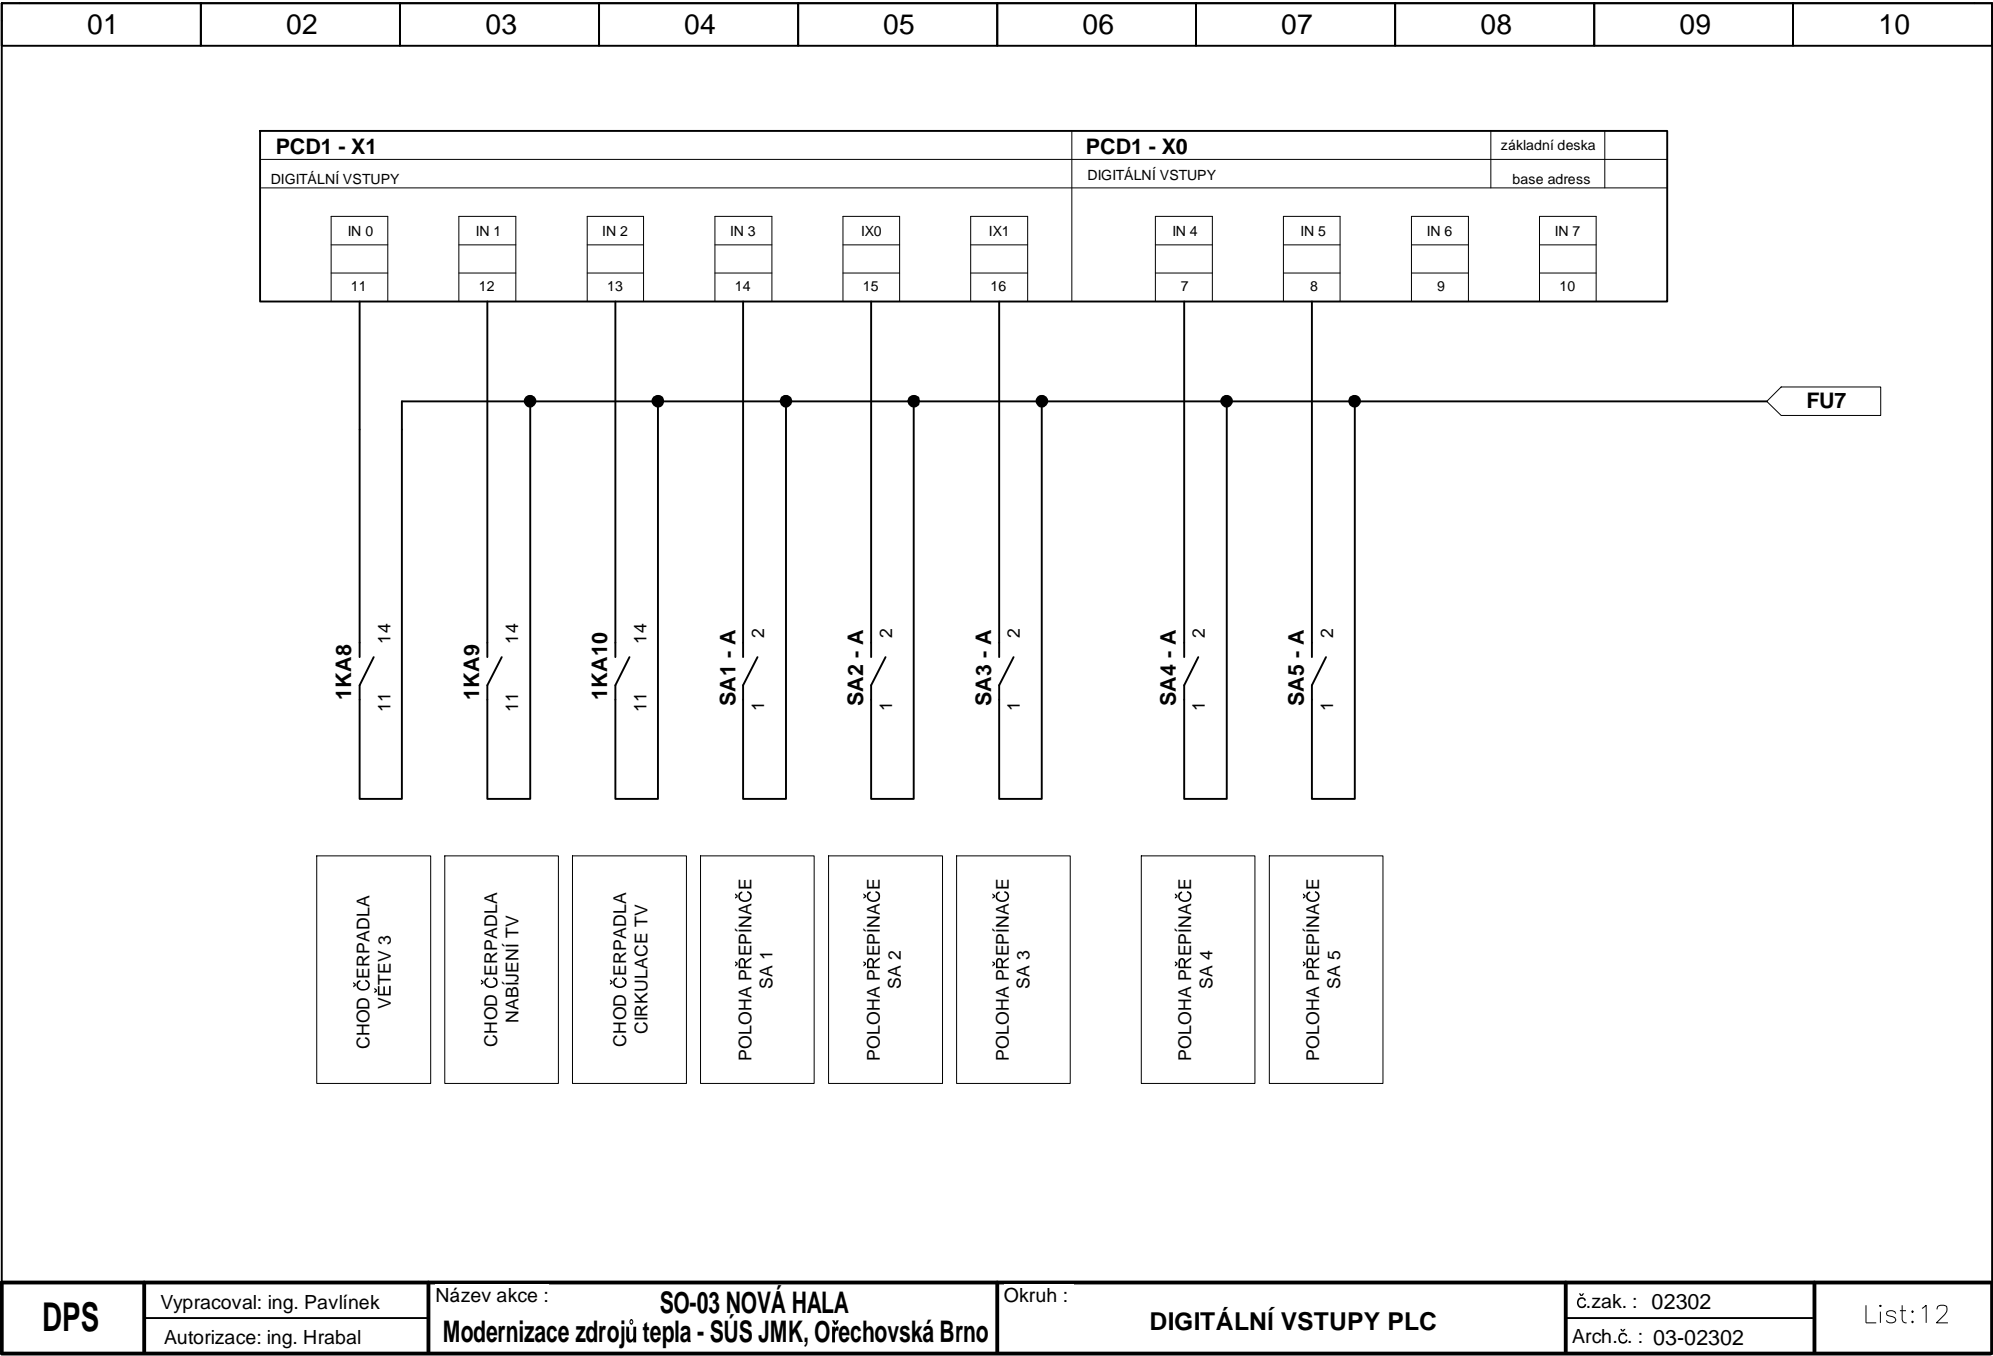 01 02 03 04 05 06 07 08 09 10
PCD1 - X1
DIGITÁLNÍ VSTUPY
PCD1 - X0
DIGITÁLNÍ VSTUPY
základní deska
base adress
IN 0 IN 1 IN 2 IN 3 IX0 IX1 IN 4 IN 5 IN 6 IN 7
11 12 13 14 15 16 7 8 9 10
FU7
1KA8
14
11
1KA9
14
11
1KA10
14
11
SA1 - A
2
1
SA2 - A
2
1
SA3 - A
2
1
SA4 - A
2
1
SA5 - A
2
1
CHOD ČERPADLA
VĚTEV 3
CHOD ČERPADLA
NABÍJENÍ TV
CHOD ČERPADLA
CIRKULACE TV
POLOHA PŘEPÍNAČE
SA 1
POLOHA PŘEPÍNAČE
SA 2
POLOHA PŘEPÍNAČE
SA 3
POLOHA PŘEPÍNAČE
SA 4
POLOHA PŘEPÍNAČE
SA 5
DPS
Vypracoval: ing. Pavlínek
Autorizace: ing. Hrabal
Název akce :
SO-03 NOVÁ HALA
Modernizace zdrojů tepla - SÚS JMK, Ořechovská Brno
Okruh :
DIGITÁLNÍ VSTUPY PLC
č.zak. : 02302
Arch.č. : 03-02302
List:12